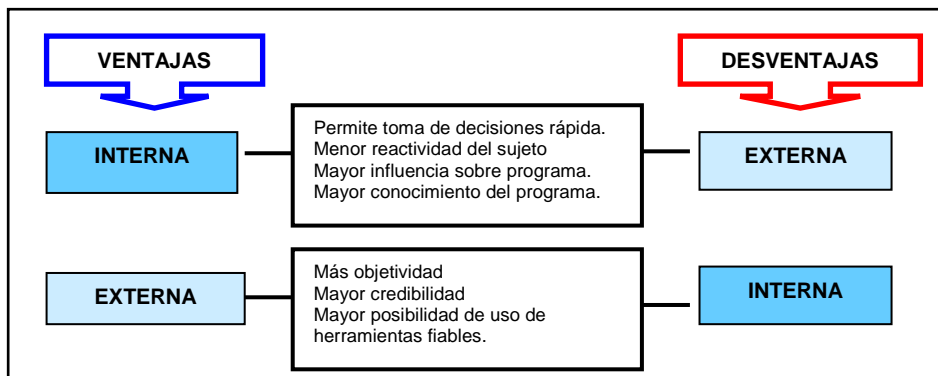 VENTAJAS
DESVENTAJAS
INTERNA
Permite toma de decisiones rápida.
Menor reactividad del sujeto
Mayor influencia sobre programa.
Mayor conocimiento del programa.
EXTERNA
EXTERNA
Más objetividad
Mayor credibilidad
Mayor posibilidad de uso de
herramientas fiables.
INTERNA